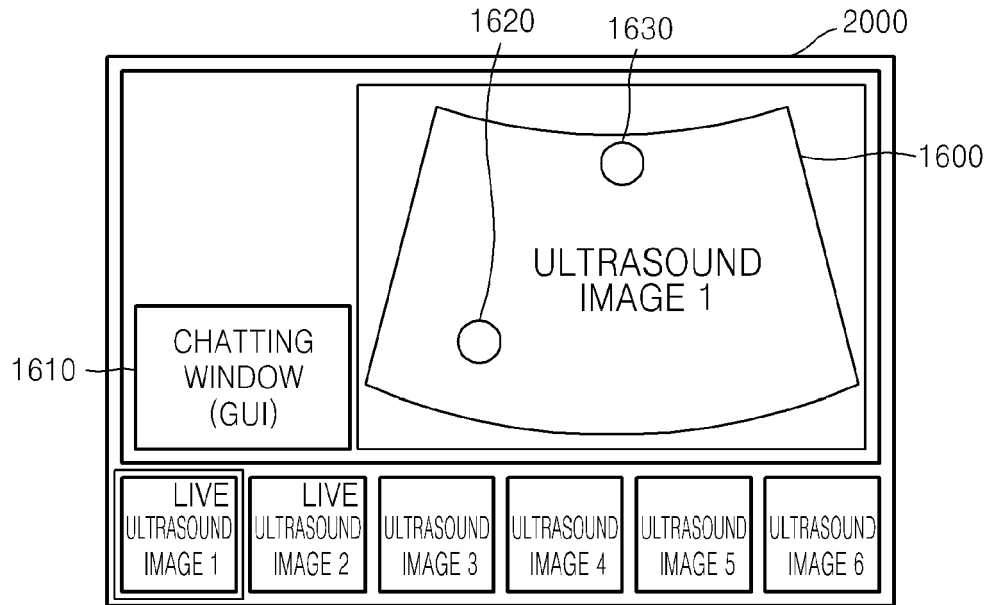 1620
1630
2000
1600
ULTRASOUND
IMAGE 1
1610
CHATTING
WINDOW
(GUI)
LIVE
ULTRASOUND
IMAGE 1
LIVE
ULTRASOUND
IMAGE 2
ULTRASOUND
IMAGE 3
ULTRASOUND
IMAGE 4
ULTRASOUND
IMAGE 5
ULTRASOUND
IMAGE 6